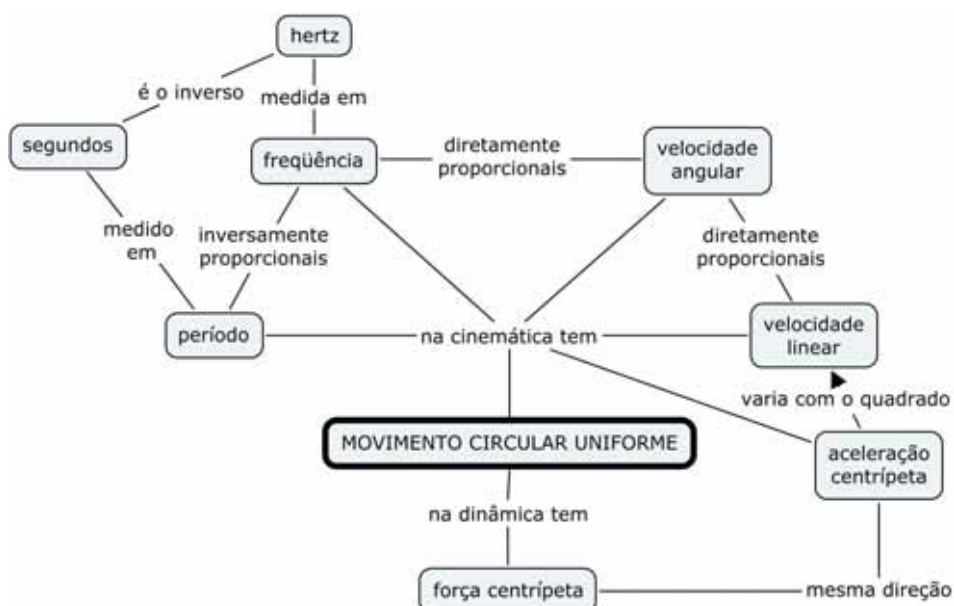 hertz
é o inverso
medida em
segundos
freqüência
diretamente
proporcionais
velocidade
angular
medido
em
inversamente
proporcionais
diretamente
proporcionais
período
na cinemática tem
velocidade
linear
varia com o quadrado
MOVIMENTO CIRCULAR UNIFORME
aceleração
centrípeta
na dinâmica tem
força centrípeta
mesma direção